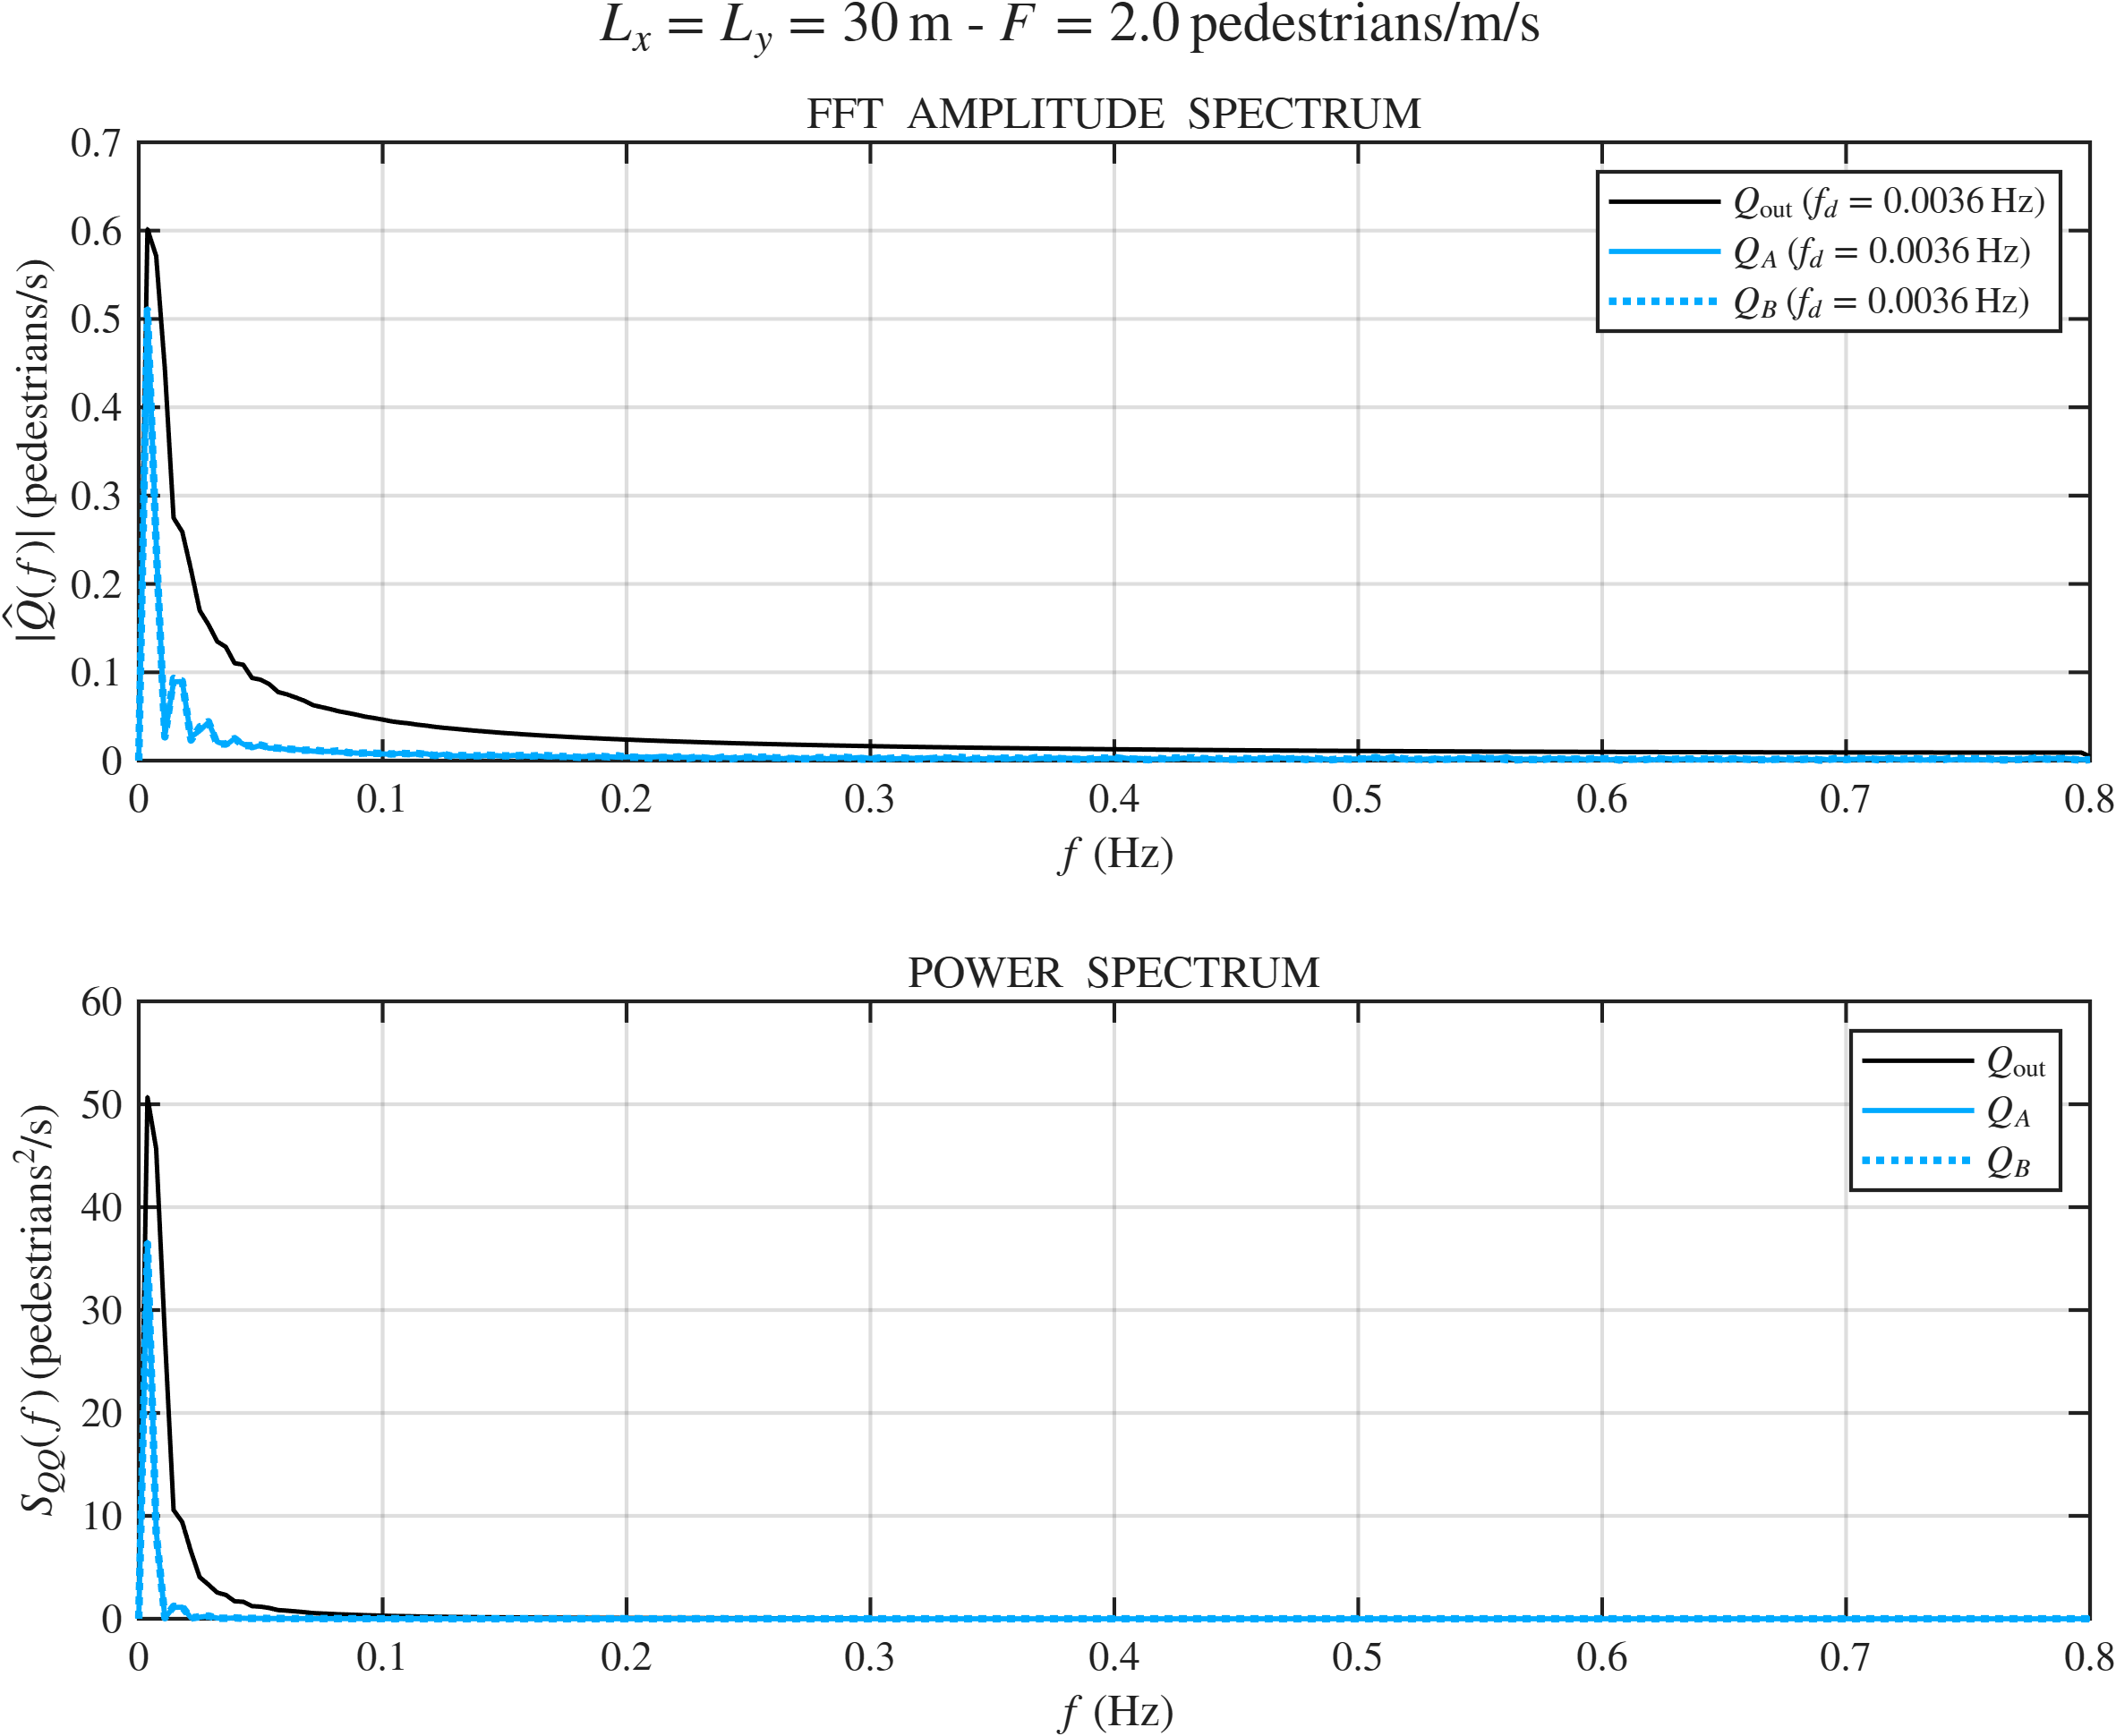 Lx = Ly = 30 m - F = 2.0 pedestrians/m/s
FFT AMPLITUDE SPECTRUM
|Q̂(f)| (pedestrians/s)
0.7
0.6
0.5
0.4
0.3
0.2
0.1
0
Qout (fd = 0.0036 Hz)
QA (fd = 0.0036 Hz)
QB (fd = 0.0036 Hz)
0 0.1 0.2 0.3 0.4 0.5 0.6 0.7 0.8
f (Hz)
POWER SPECTRUM
SQQ(f) (pedestrians²/s)
60
50
40
30
20
10
0
Qout
QA
QB
0 0.1 0.2 0.3 0.4 0.5 0.6 0.7 0.8
f (Hz)